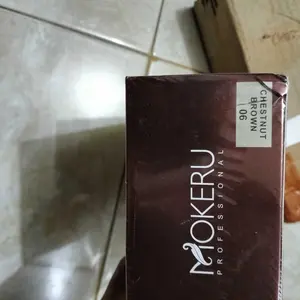 CHESTNUT
BROWN
06
MOKERU
PROFESSIONAL